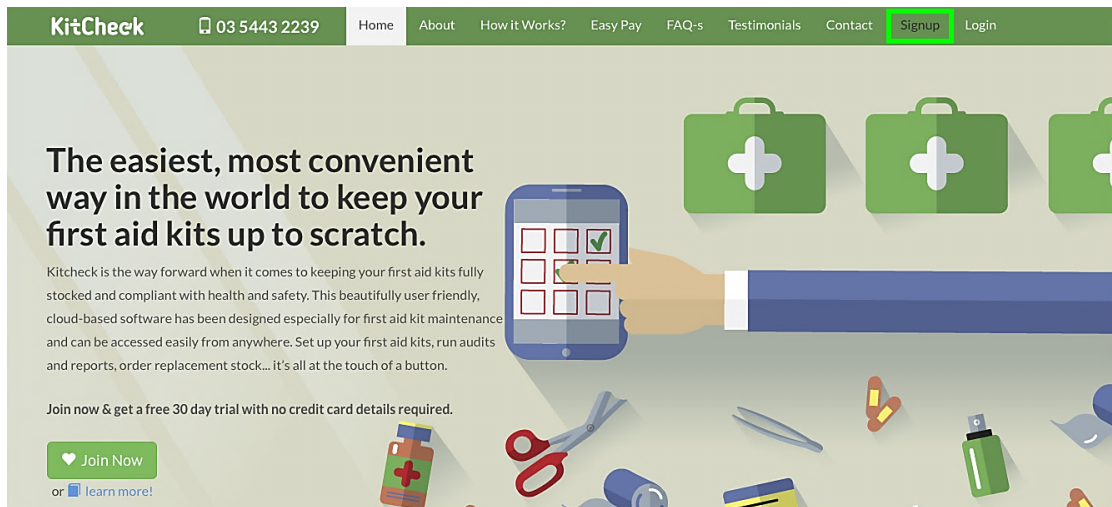 KitCheck
03 5443 2239
Home
About
How it Works?
Easy Pay
FAQ-s
Testimonials
Contact
Signup
Login
The easiest, most convenient
way in the world to keep your
first aid kits up to scratch.
Kitcheck is the way forward when it comes to keeping your first aid kits fully
stocked and compliant with health and safety. This beautifully user friendly,
cloud-based software has been designed especially for first aid kit maintenance
and can be accessed easily from anywhere. Set up your first aid kits, run audits
and reports, order replacement stock... it's all at the touch of a button.
Join now & get a free 30 day trial with no credit card details required.
Join Now
or learn more!